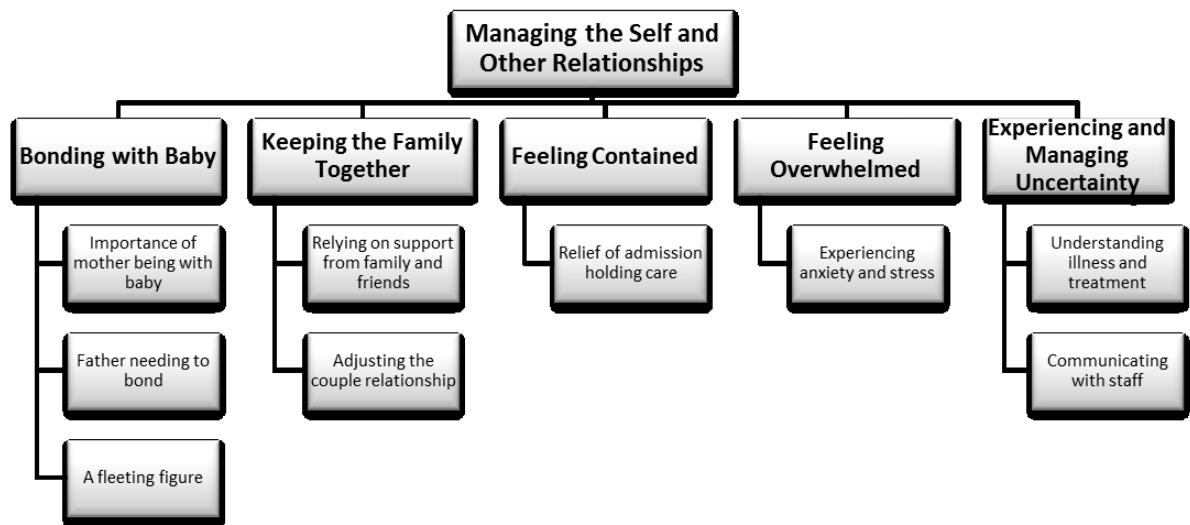 Managing the Self and
Other Relationships
Bonding with Baby
Keeping the Family
Together
Feeling Contained
Feeling
Overwhelmed
Experiencing and
Managing
Uncertainty
Importance of
mother being with
baby
Relying on support
from family and
friends
Relief of admission
holding care
Experiencing
anxiety and stress
Understanding
illness and
treatment
Father needing to
bond
Adjusting the
couple relationship
Communicating
with staff
A fleeting figure